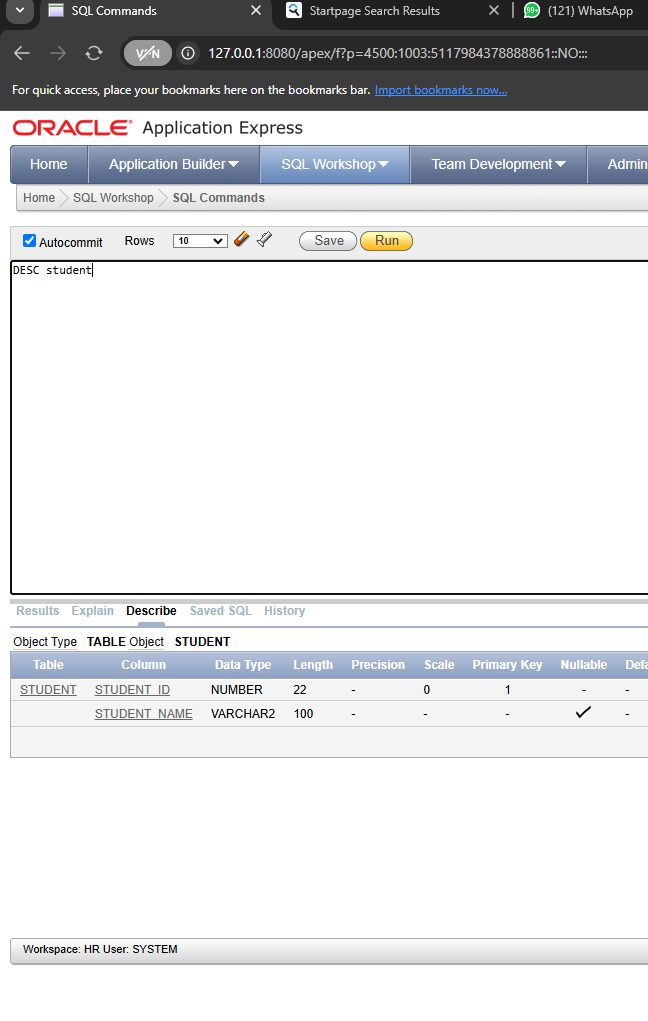 SQL Commands
Startpage Search Results
99+
(121) WhatsApp
VPN
127.0.0.1:8080/apex/f?p=4500:1003:5117984378888861::NO:::
For quick access, place your bookmarks here on the bookmarks bar. Import bookmarks now...
ORACLE® Application Express
Home Application Builder SQL Workshop Team Development Admin
Home SQL Workshop SQL Commands
Autocommit Rows 10 Save Run
DESC student
Results Explain Describe Saved SQL History
Object Type TABLE Object STUDENT
Table Column Data Type Length Precision Scale Primary Key Nullable Defa
STUDENT STUDENT_ID NUMBER 22 - 0 1 - -
STUDENT_NAME VARCHAR2 100 - - - ✓ -
Workspace: HR User: SYSTEM